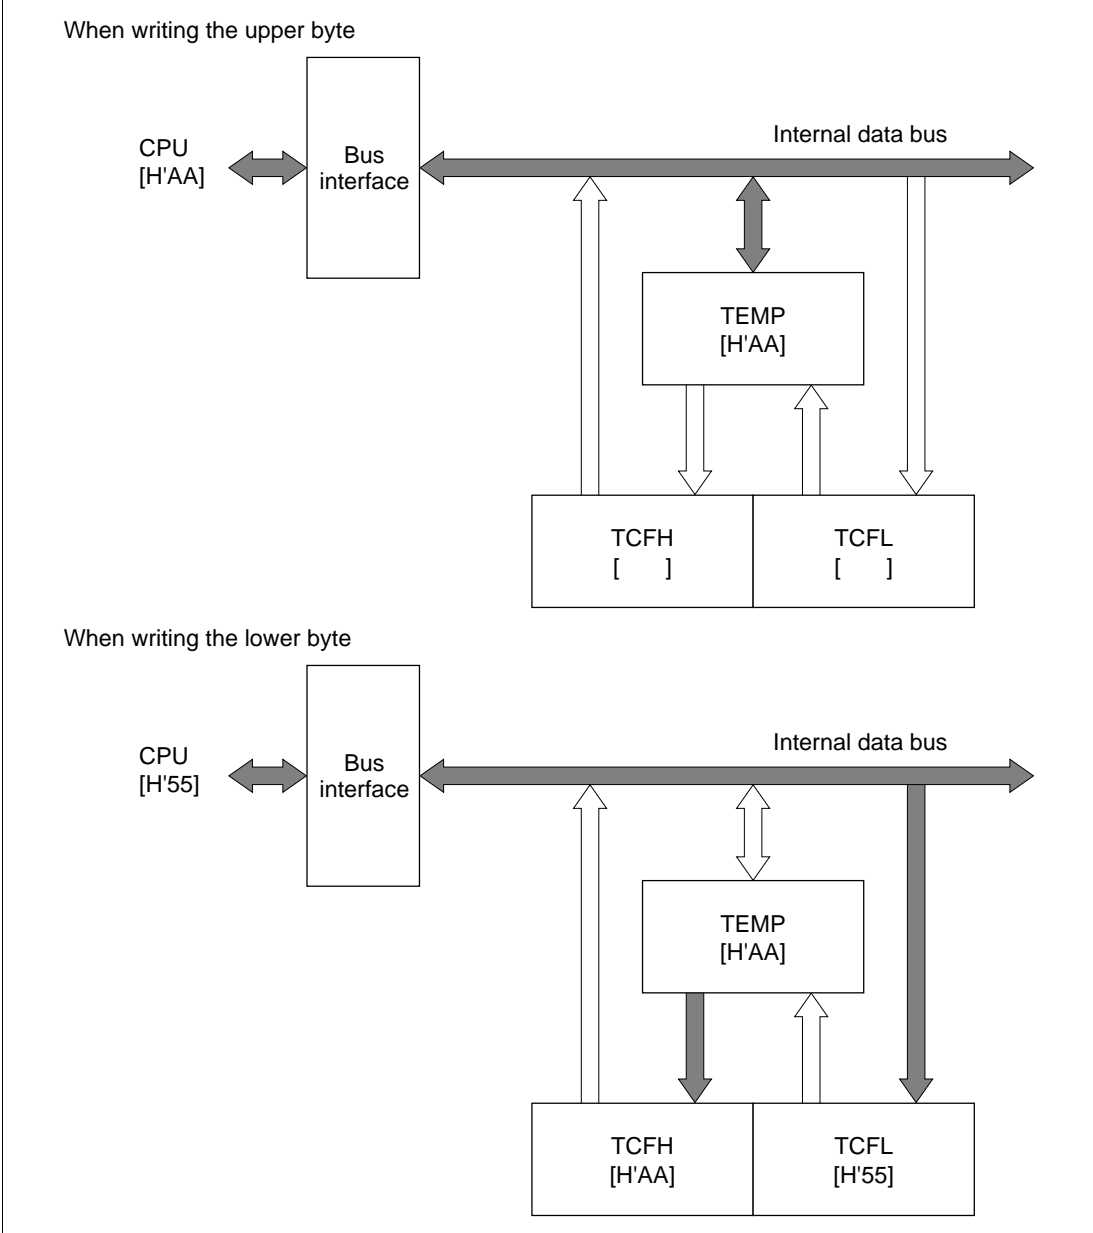 When writing the upper byte
Internal data bus
CPU
[H'AA]
Bus
interface
TEMP
[H'AA]
TCFH
[ ]
TCFL
[ ]
When writing the lower byte
Internal data bus
CPU
[H'55]
Bus
interface
TEMP
[H'AA]
TCFH
[H'AA]
TCFL
[H'55]